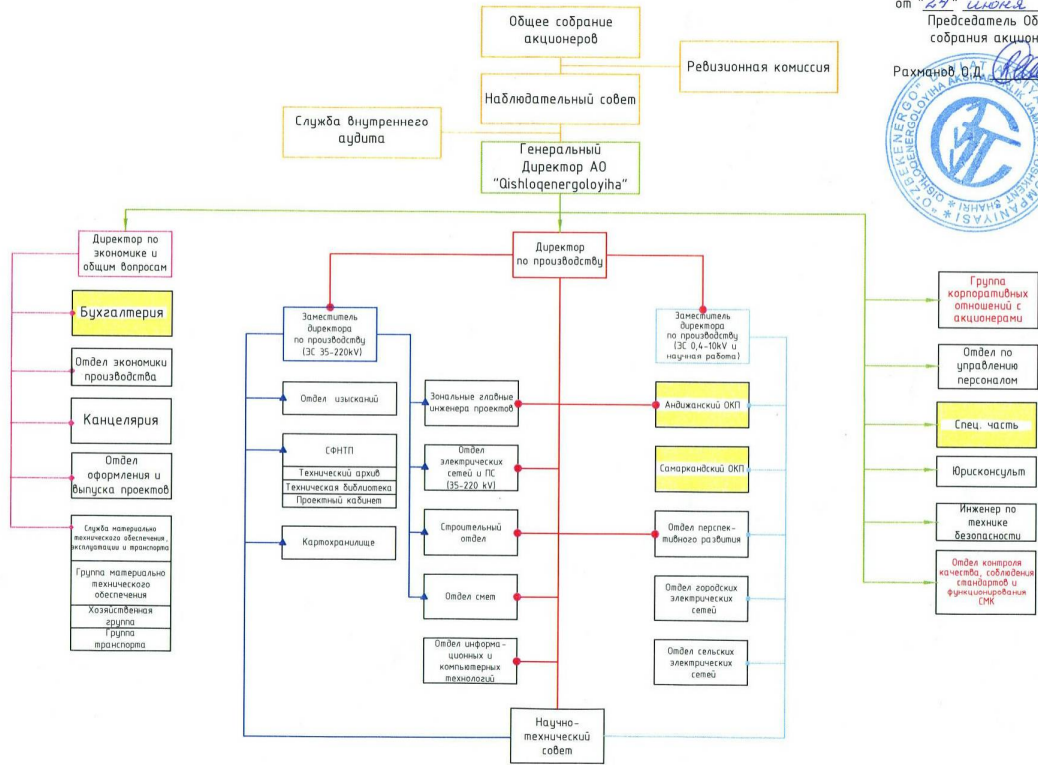 от "24" июня
Председатель Об
собрания акцион
Рахманов О.Д.
Общее собрание
акционеров
Ревизионная комиссия
Наблюдательный совет
Служба внутреннего
аудита
Генеральный
Директор АО
"Qishloqenergoloyiha"
Директор по
экономике и
общим вопросам
Директор
по производству
Бухгалтерия
Отдел экономики
производства
Канцелярия
Отдел
оформления и
выпуска проектов
Служба материально
технического обеспечения,
эксплуатации и транспорта
Группа материально
технического
обеспечения
Хозяйственная
группа
Группа
транспорта
Заместитель
директора
по производству
(ЭС 35-220kV)
Отдел изысканий
СФНТП
Технический архив
Техническая библиотека
Проектный кабинет
Картохранилище
Зональные главные
инженера проектов
Отдел
электрических
сетей и ПС
(35-220 kV)
Строительный
отдел
Отдел смет
Отдел информа-
ционных и
компьютерных
технологий
Заместитель
директора
по производству
(ЭС 0,4-10kV и
научная работа)
Андижанский ОКП
Самаркандский ОКП
Отдел перспек-
тивного развития
Отдел городских
электрических
сетей
Отдел сельских
электрических
сетей
Научно-
технический
совет
Группа
корпоративных
отношений с
акционерами
Отдел по
управлению
персоналом
Спец. часть
Юрисконсульт
Инженер по
технике
безопасности
Отдел контроля
качества, соблюдения
стандартов и
функционирования
СМК